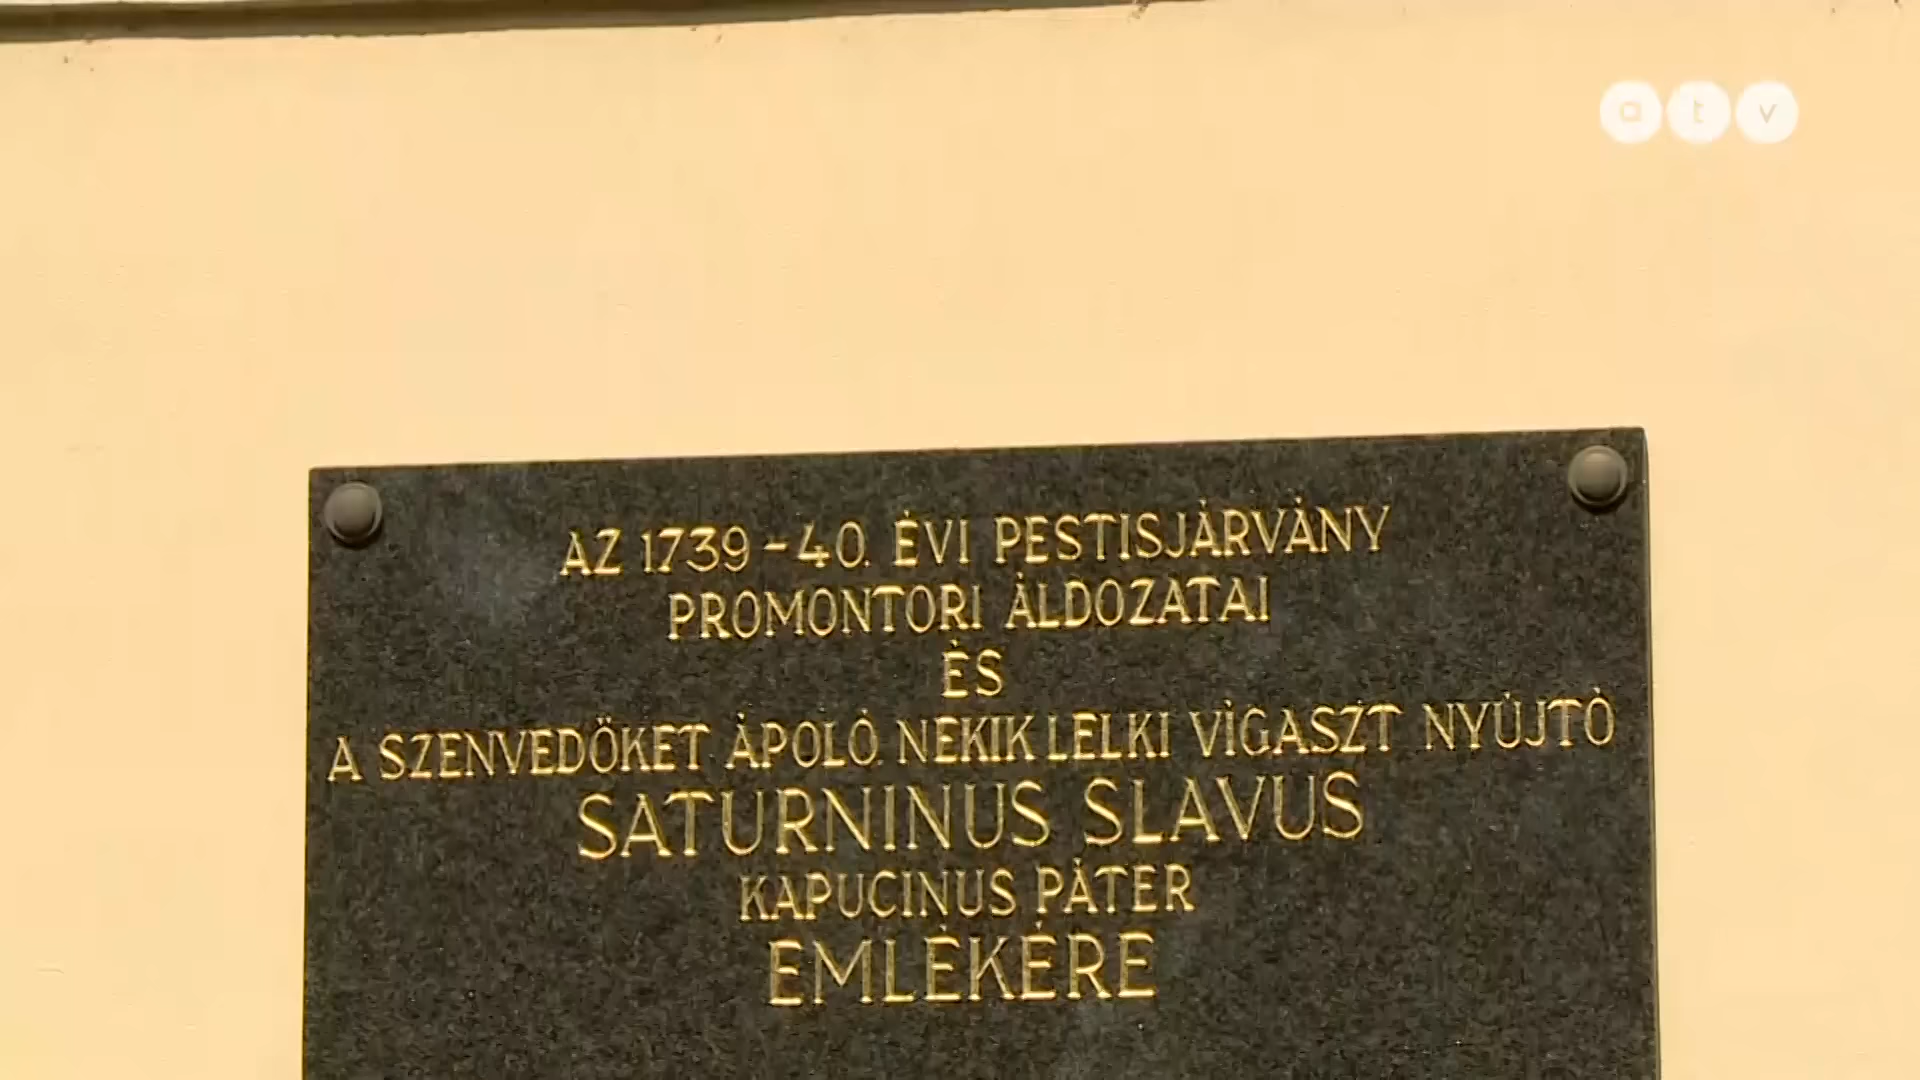 atv
AZ 1739-40. ÉVI PESTISJÁRVÁNY
PROMONTORI ÁLDOZATAI
ÉS
A SZENVEDŐKET ÁPOLÓ NEKIK LELKI VIGASZT NYÚJTÓ
SATURNINUS SLAVUS
KAPUCINUS PÁTER
EMLÉKÉRE